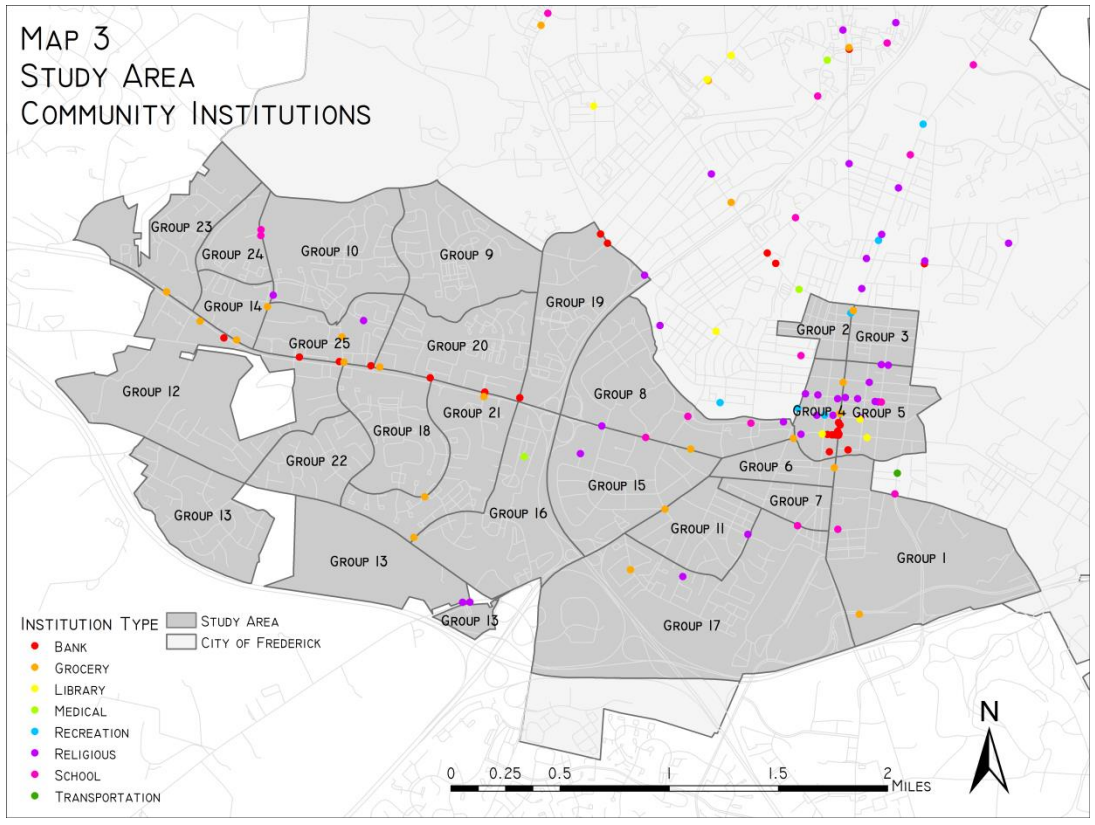 MAP 3
STUDY AREA
COMMUNITY INSTITUTIONS
GROUP 23
GROUP 24
GROUP 10
GROUP 9
GROUP 19
GROUP 14
GROUP 25
GROUP 20
GROUP 2
GROUP 3
GROUP 12
GROUP 21
GROUP 8
GROUP 4
GROUP 5
GROUP 18
GROUP 22
GROUP 6
GROUP 15
GROUP 7
GROUP 13
GROUP 16
GROUP 11
GROUP 13
GROUP 1
GROUP 13
GROUP 17
INSTITUTION TYPE
BANK
GROCERY
LIBRARY
MEDICAL
RECREATION
RELIGIOUS
SCHOOL
TRANSPORTATION
STUDY AREA
CITY OF FREDERICK
0 0.25 0.5 1 1.5 2
MILES
N